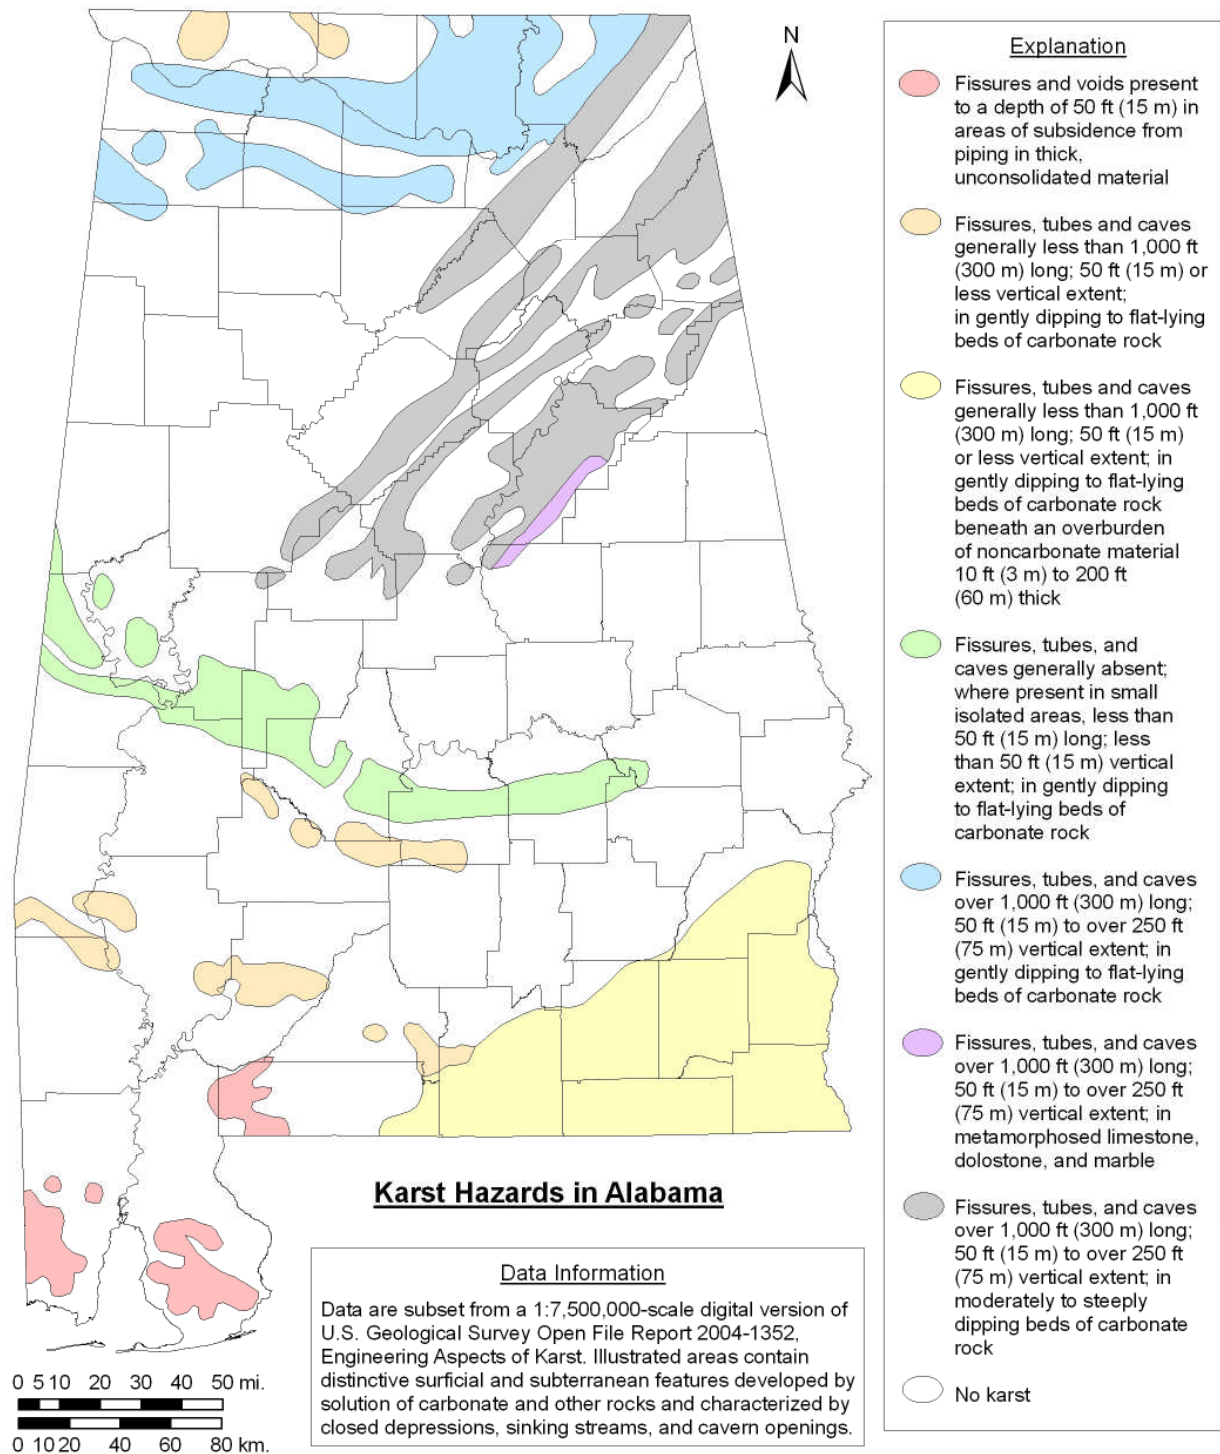 N
Explanation
Fissures and voids present
to a depth of 50 ft (15 m) in
areas of subsidence from
piping in thick,
unconsolidated material
Fissures, tubes and caves
generally less than 1,000 ft
(300 m) long; 50 ft (15 m) or
less vertical extent;
in gently dipping to flat-lying
beds of carbonate rock
Fissures, tubes and caves
generally less than 1,000 ft
(300 m) long; 50 ft (15 m)
or less vertical extent; in
gently dipping to flat-lying
beds of carbonate rock
beneath an overburden
of noncarbonate material
10 ft (3 m) to 200 ft
(60 m) thick
Fissures, tubes, and
caves generally absent;
where present in small
isolated areas, less than
50 ft (15 m) long; less
than 50 ft (15 m) vertical
extent; in gently dipping
to flat-lying beds of
carbonate rock
Fissures, tubes, and caves
over 1,000 ft (300 m) long;
50 ft (15 m) to over 250 ft
(75 m) vertical extent; in
gently dipping to flat-lying
beds of carbonate rock
Fissures, tubes, and caves
over 1,000 ft (300 m) long;
50 ft (15 m) to over 250 ft
(75 m) vertical extent; in
metamorphosed limestone,
dolostone, and marble
Fissures, tubes, and caves
over 1,000 ft (300 m) long;
50 ft (15 m) to over 250 ft
(75 m) vertical extent; in
moderately to steeply
dipping beds of carbonate
rock
No karst
Karst Hazards in Alabama
Data Information
Data are subset from a 1:7,500,000-scale digital version of
U.S. Geological Survey Open File Report 2004-1352,
Engineering Aspects of Karst. Illustrated areas contain
distinctive surficial and subterranean features developed by
solution of carbonate and other rocks and characterized by
closed depressions, sinking streams, and cavern openings.
0 5 10 20 30 40 50 mi.
0 10 20 40 60 80 km.